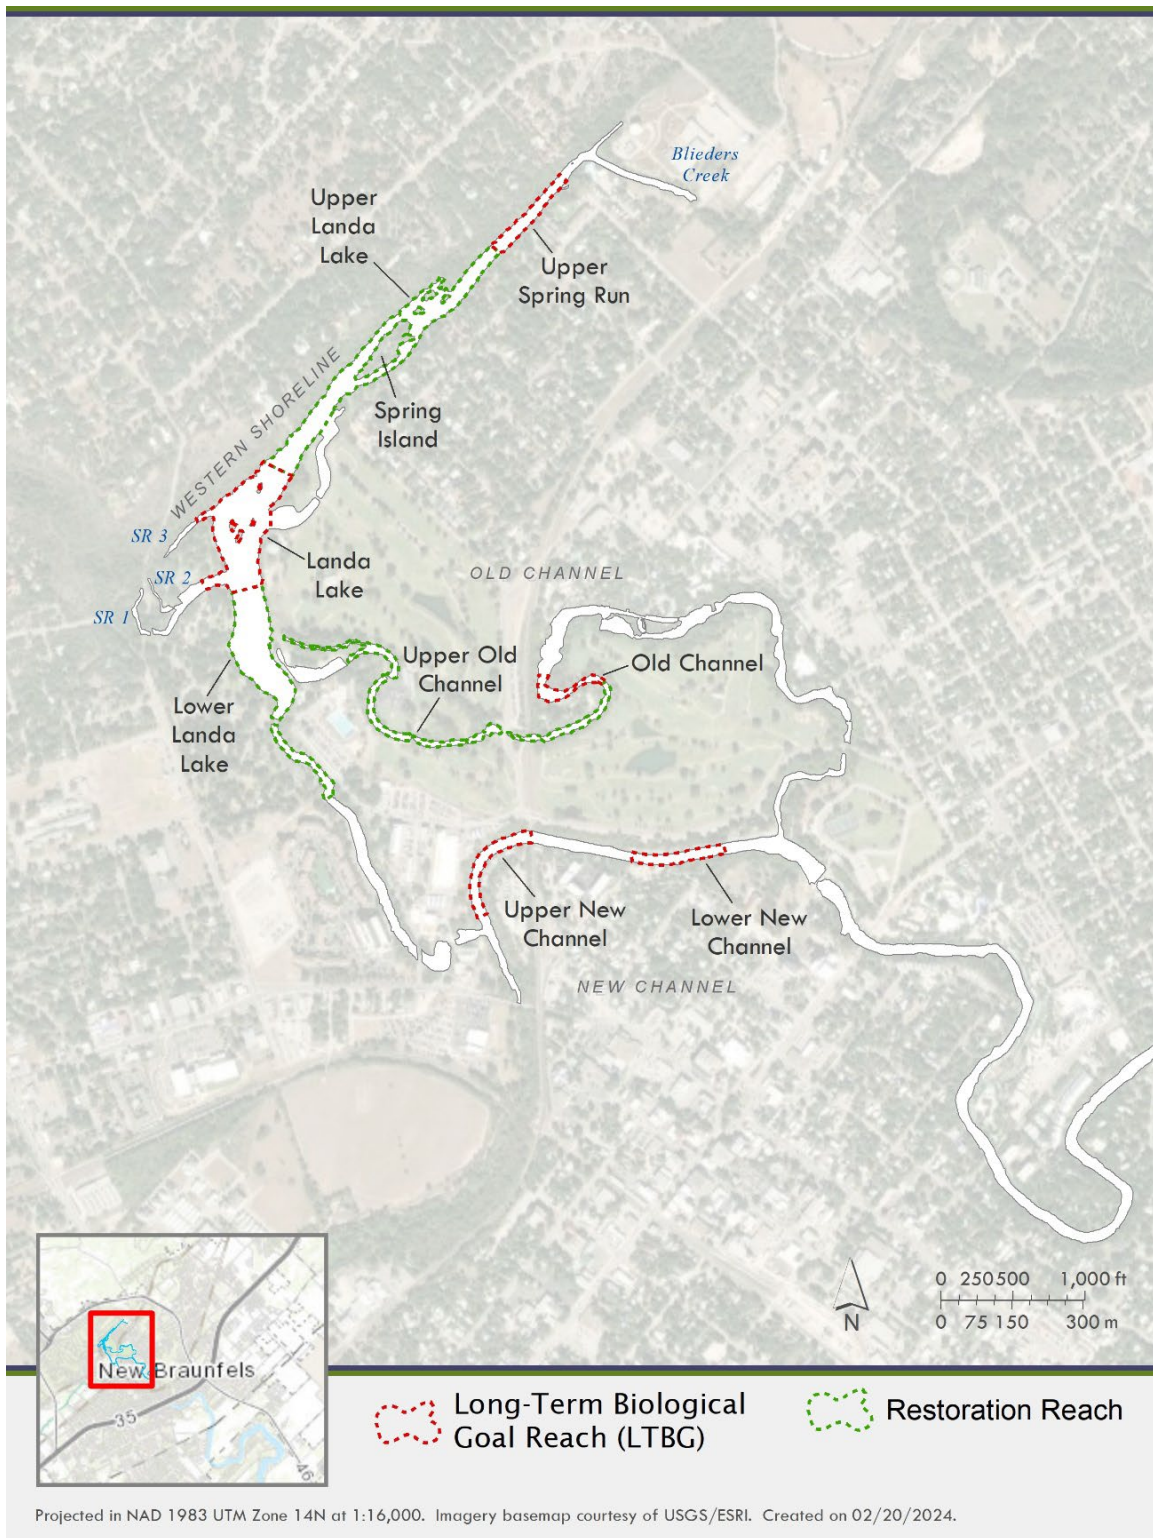 Blieders
Creek
Upper
Landa
Lake
Upper
Spring Run
WESTERN SHORELINE
Spring
Island
SR 3
SR 2
SR 1
Landa
Lake
OLD CHANNEL
Upper Old
Channel
Old Channel
Lower
Landa
Lake
Upper New
Channel
Lower New
Channel
NEW CHANNEL
0 250 500 1,000 ft
0 75 150 300 m
N
New Braunfels
35
46
Long-Term Biological
Goal Reach (LTBG)
Restoration Reach
Projected in NAD 1983 UTM Zone 14N at 1:16,000. Imagery basemap courtesy of USGS/ESRI. Created on 02/20/2024.